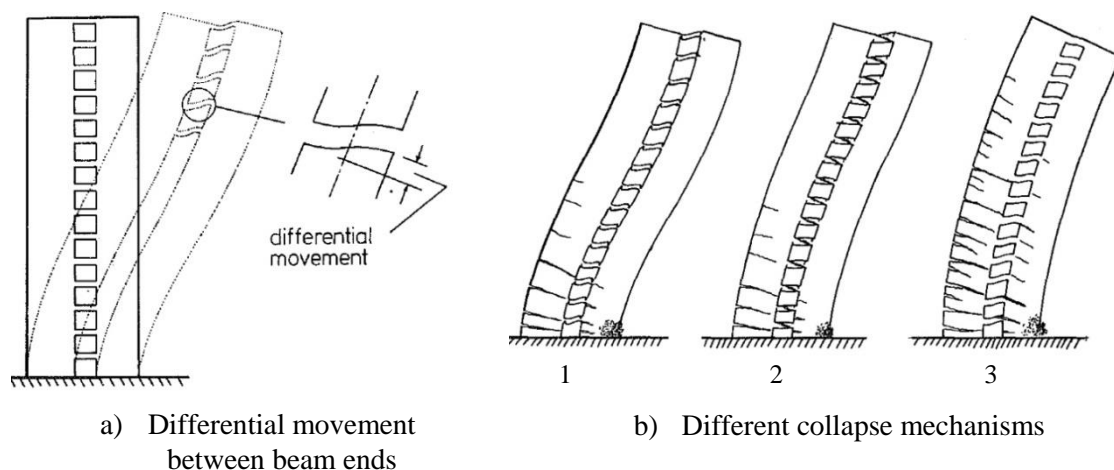 differential
movement
1
2
3
a) Differential movement
between beam ends
b) Different collapse mechanisms